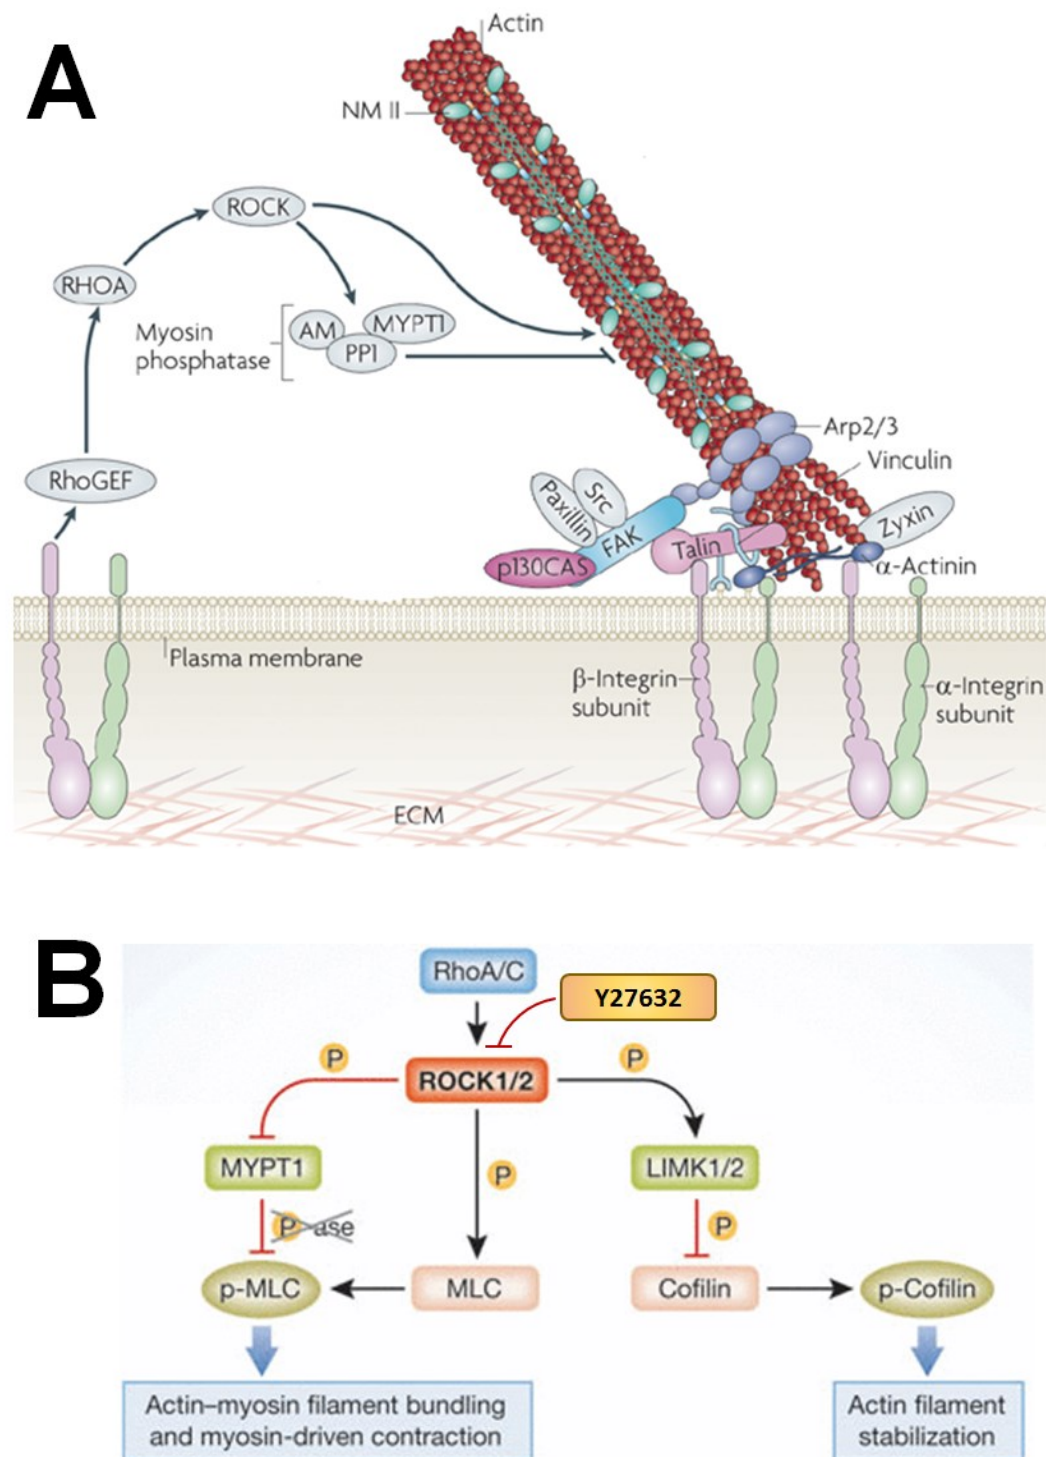 A
Actin
NM II
ROCK
RHOA
Myosin
phosphatase
AM
MYPT1
PP1
RhoGEF
Arp2/3
Vinculin
Zyxin
Paxillin
Src
FAK
Talin
p130CAS
α-Actinin
Plasma membrane
β-Integrin
subunit
α-Integrin
subunit
ECM
B
RhoA/C
Y27632
P
ROCK1/2
P
MYPT1
P
LIMK1/2
P ase
P
p-MLC
MLC
Cofilin
p-Cofilin
Actin–myosin filament bundling
and myosin-driven contraction
Actin filament
stabilization